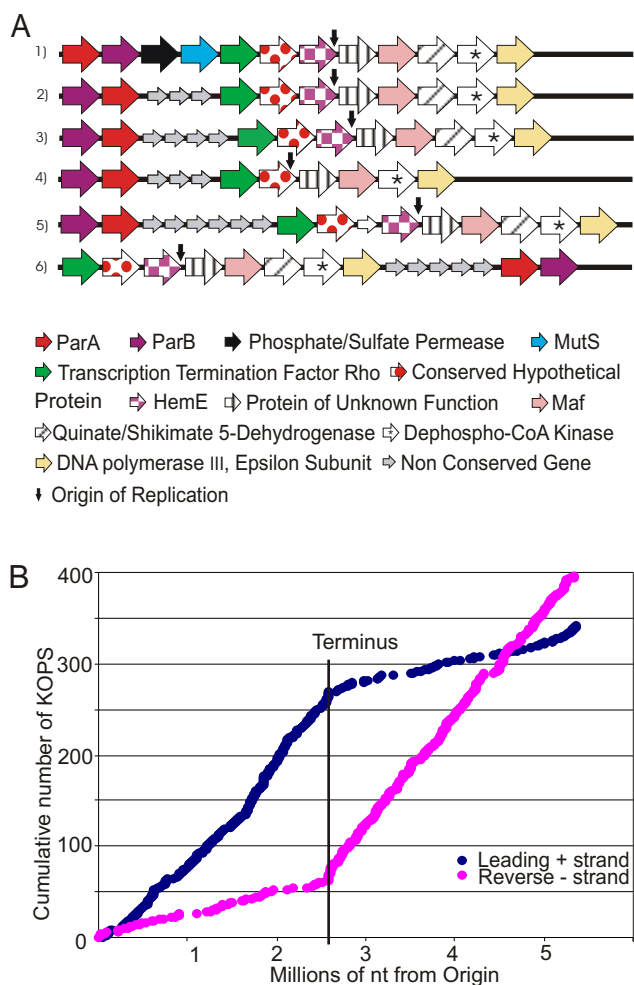 A
1)
*
2)
*
3)
*
4)
*
5)
*
6)
*
ParA ParB Phosphate/Sulfate Permease MutS
Transcription Termination Factor Rho Conserved Hypothetical
Protein HemE Protein of Unknown Function Maf
Quinate/Shikimate 5-Dehydrogenase Dephospho-CoA Kinase
DNA polymerase III, Epsilon Subunit Non Conserved Gene
Origin of Replication
B
400
300
200
100
0
Cumulative number of KOPS
Terminus
Leading + strand
Reverse - strand
1 2 3 4 5
Millions of nt from Origin